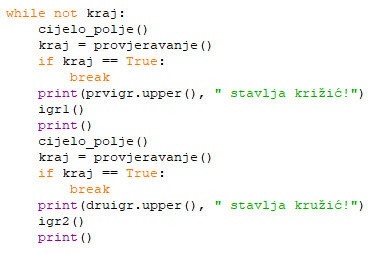 while not kraj:
    cijelo_polje()
    kraj = provjeravanje()
    if kraj == True:
        break
    print(prvigr.upper(), " stavlja križić!")
    igr1()
    print()
    cijelo_polje()
    kraj = provjeravanje()
    if kraj == True:
        break
    print(druigr.upper(), " stavlja kružić!")
    igr2()
    print()